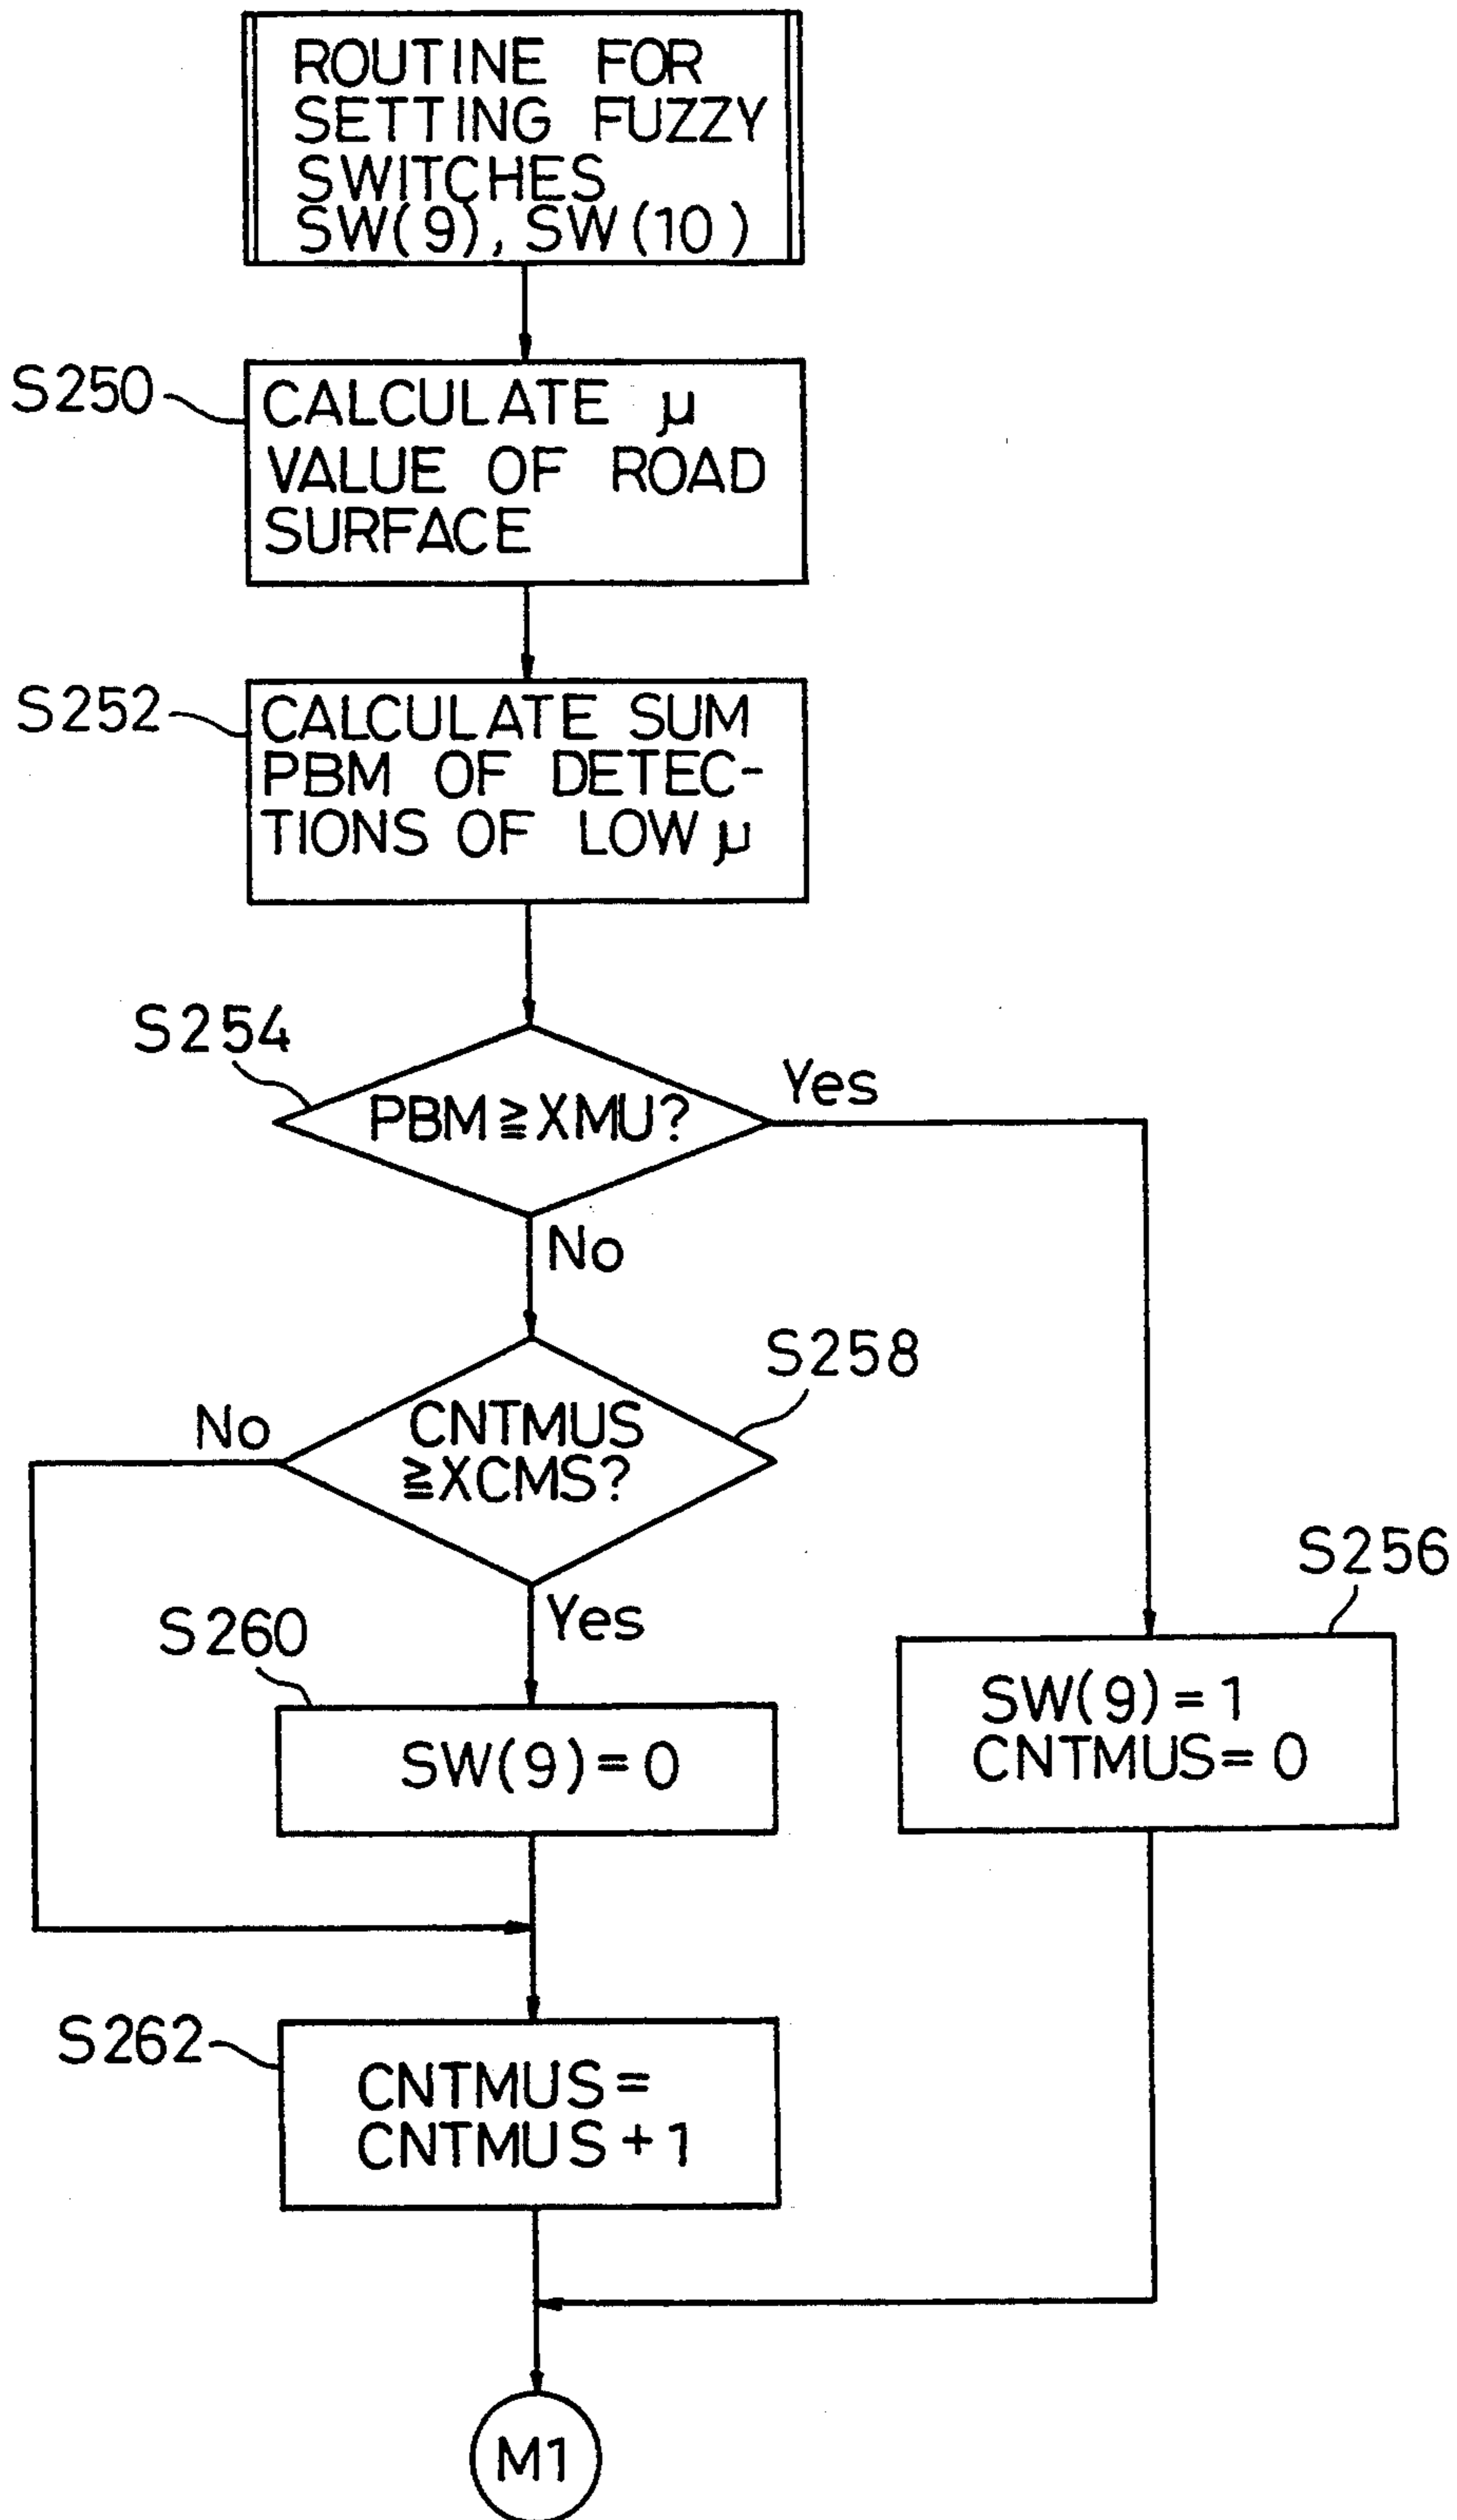 ROUTINE FOR
SETTING FUZZY
SWITCHES
SW(9), SW(10)
S250
CALCULATE μ
VALUE OF ROAD
SURFACE
S252
CALCULATE SUM
PBM OF DETEC-
TIONS OF LOW μ
S254
PBM≧XMU?
Yes
No
S258
CNTMUS
≧XCMS?
No
Yes
S256
SW(9)=1
CNTMUS=0
S260
SW(9)=0
S262
CNTMUS=
CNTMUS+1
M1